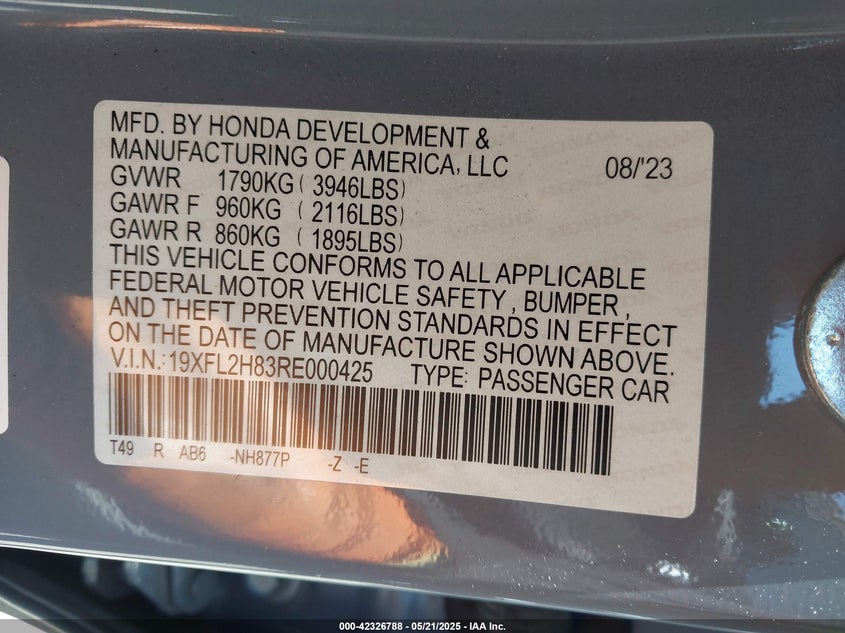 MFD. BY HONDA DEVELOPMENT &
MANUFACTURING OF AMERICA, LLC 08/'23
GVWR 1790KG ( 3946LBS)
GAWR F 960KG ( 2116LBS)
GAWR R 860KG ( 1895LBS)
THIS VEHICLE CONFORMS TO ALL APPLICABLE
FEDERAL MOTOR VEHICLE SAFETY, BUMPER,
AND THEFT PREVENTION STANDARDS IN EFFECT
ON THE DATE OF MANUFACTURE SHOWN ABOVE.
V.I.N.: 19XFL2H83RE000425 TYPE: PASSENGER CAR
T49 R AB6 -NH877P -Z -E
000-42326788 — 05/21/2025 — IAA Inc.